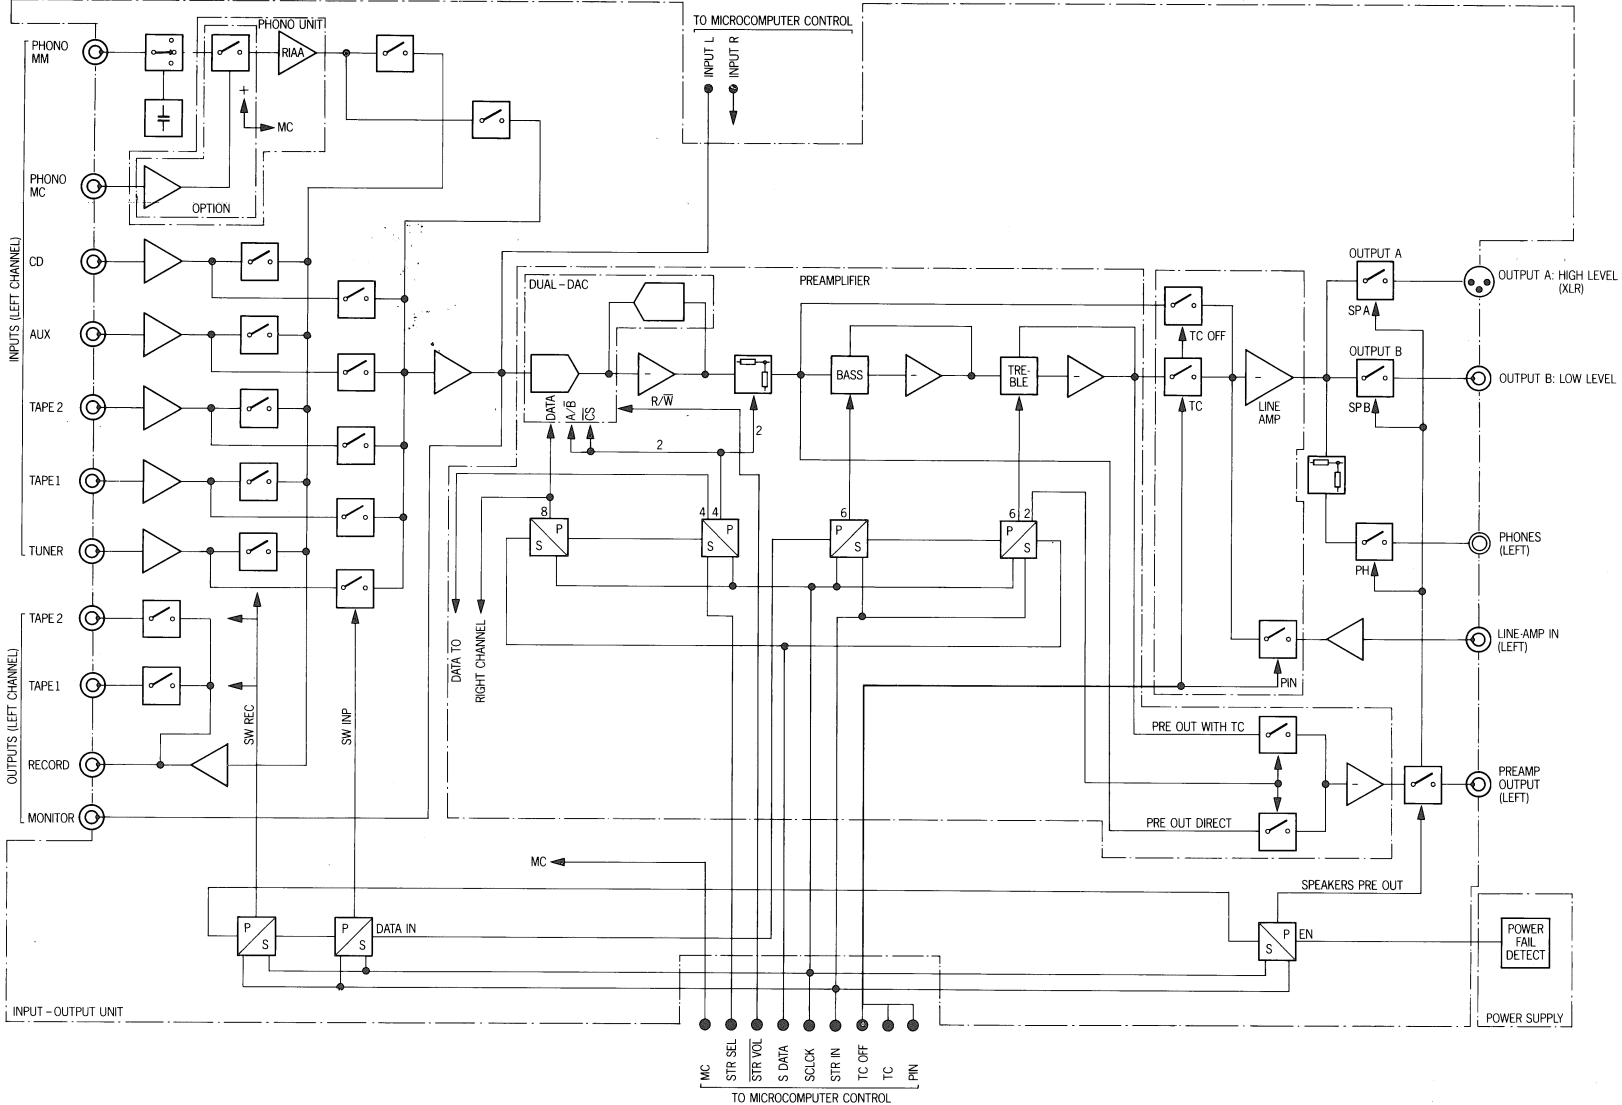 TO MICROCOMPUTER CONTROL
INPUT L
INPUT R
INPUTS (LEFT CHANNEL)
PHONO
MM
PHONO UNIT
RIAA
+
MC
PHONO
MC
OPTION
CD
AUX
TAPE 2
TAPE 1
TUNER
OUTPUTS (LEFT CHANNEL)
TAPE 2
TAPE 1
RECORD
MONITOR
SW REC
SW INP
DUAL-DAC
PREAMPLIFIER
DATA
A/B̅
C̅S̅
R/W̅
2
2
-
BASS
-
TRE-
BLE
-
TC OFF
TC
-
LINE
AMP
OUTPUT A
SPA
OUTPUT A: HIGH LEVEL
(XLR)
OUTPUT B
SPB
OUTPUT B: LOW LEVEL
8
P
S
4 4
P
S
6
P
S
6 2
P
S
DATA TO
RIGHT CHANNEL
PH
PHONES
(LEFT)
LINE-AMP IN
(LEFT)
PIN
PRE OUT WITH TC
PRE OUT DIRECT
-
PREAMP
OUTPUT
(LEFT)
MC
SPEAKERS PRE OUT
P
S
P
S
DATA IN
P
S
EN
POWER
FAIL
DETECT
POWER SUPPLY
INPUT-OUTPUT UNIT
MC
STR SEL
S̅T̅R̅ V̅O̅L̅
S DATA
SCLCK
STR IN
TC OFF
TC
PIN
TO MICROCOMPUTER CONTROL